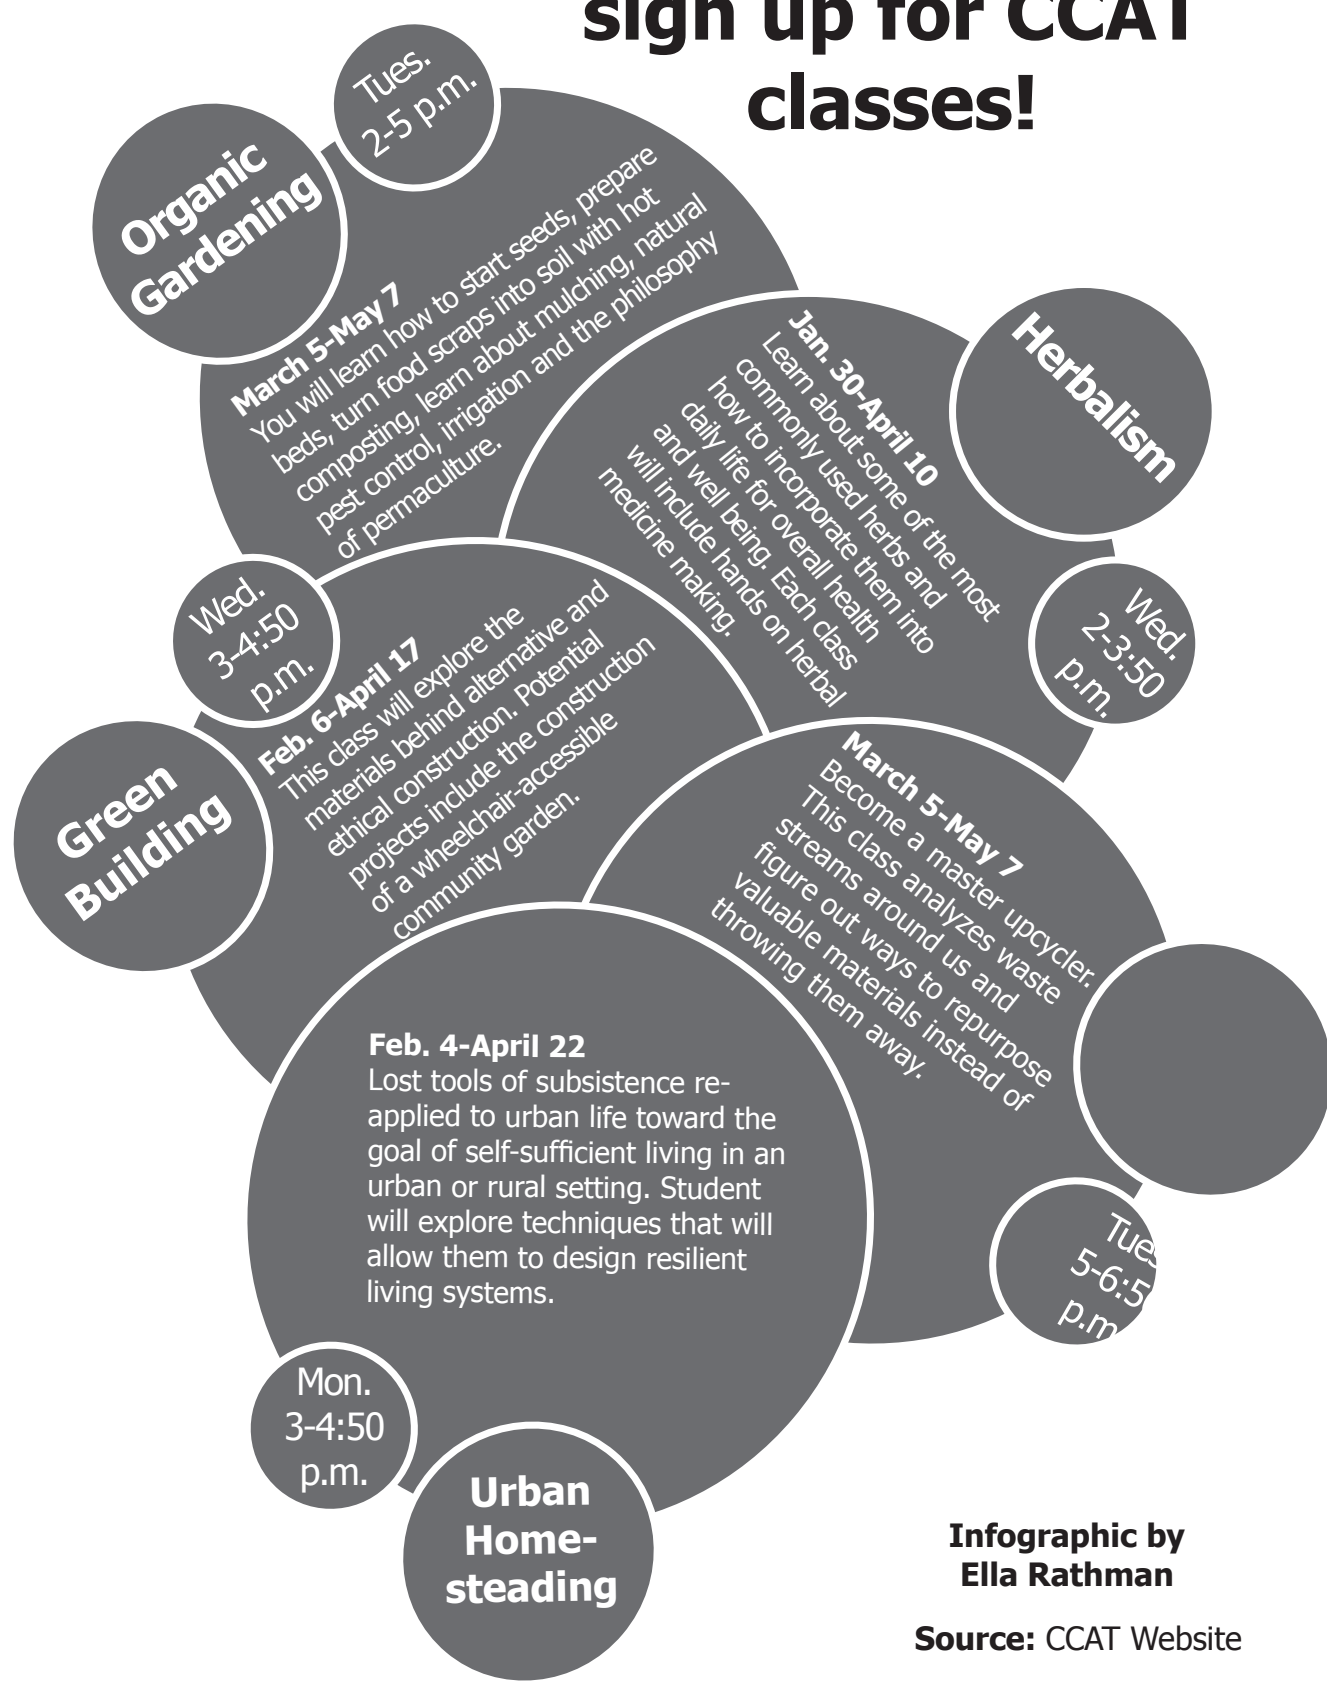 sign up for CCAT
classes!
Tues.
2-5 p.m.
Organic
Gardening
March 5-May 7
You will learn how to start seeds, prepare
beds, turn food scraps into soil with hot
composting, learn about mulching, natural
pest control, irrigation and the philosophy
of permaculture.
Herbalism
Jan. 30-April 10
Learn about some of the most
commonly used herbs and
how to incorporate them into
daily life for overall health
and well being. Each class
will include hands on herbal
medicine making.
Wed.
2-3:50
p.m.
Wed.
3-4:50
p.m.
Green
Building
Feb. 6-April 17
This class will explore the
materials behind alternative and
ethical construction. Potential
projects include the construction
of a wheelchair-accessible
community garden.
March 5-May 7
Become a master upcycler.
This class analyzes waste
streams around us and
figure out ways to repurpose
valuable materials instead of
throwing them away.
Tues
5-6:5
p.m
Feb. 4-April 22
Lost tools of subsistence re-
applied to urban life toward the
goal of self-sufficient living in an
urban or rural setting. Student
will explore techniques that will
allow them to design resilient
living systems.
Mon.
3-4:50
p.m.
Urban
Home-
steading
Infographic by
Ella Rathman
Source: CCAT Website